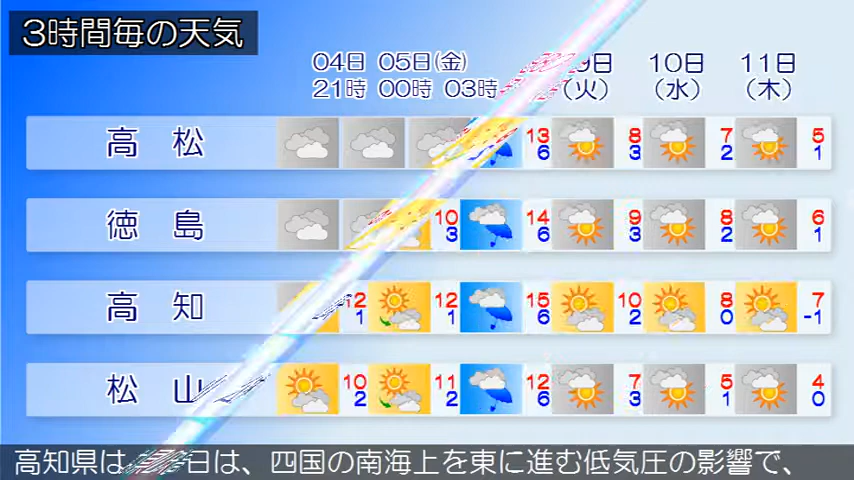 3時間毎の天気
04日 05日(金) 9日 10日 11日
21時 00時 03時 (火) (水) (木)
高松 13 6 8 3 7 2 5 1
徳島 10 3 14 6 9 3 8 2 6 1
高知 12 1 12 1 15 6 10 2 8 0 7 -1
松山 10 2 11 2 12 6 7 3 5 1 4 0
高知県は 日は、四国の南海上を東に進む低気圧の影響で、